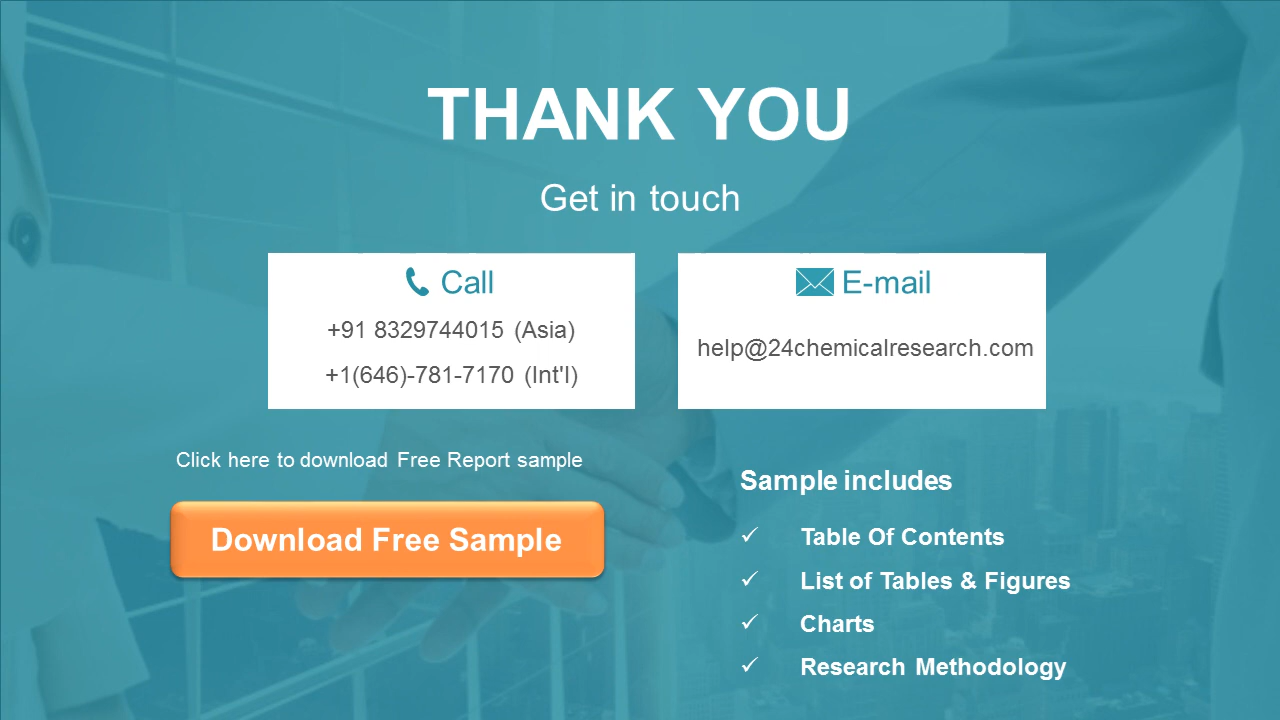 THANK YOU
Get in touch
Call
+91 8329744015 (Asia)
+1(646)-781-7170 (Int'l)
E-mail
help@24chemicalresearch.com
Click here to download Free Report sample
Download Free Sample
Sample includes
✓ Table Of Contents
✓ List of Tables & Figures
✓ Charts
✓ Research Methodology